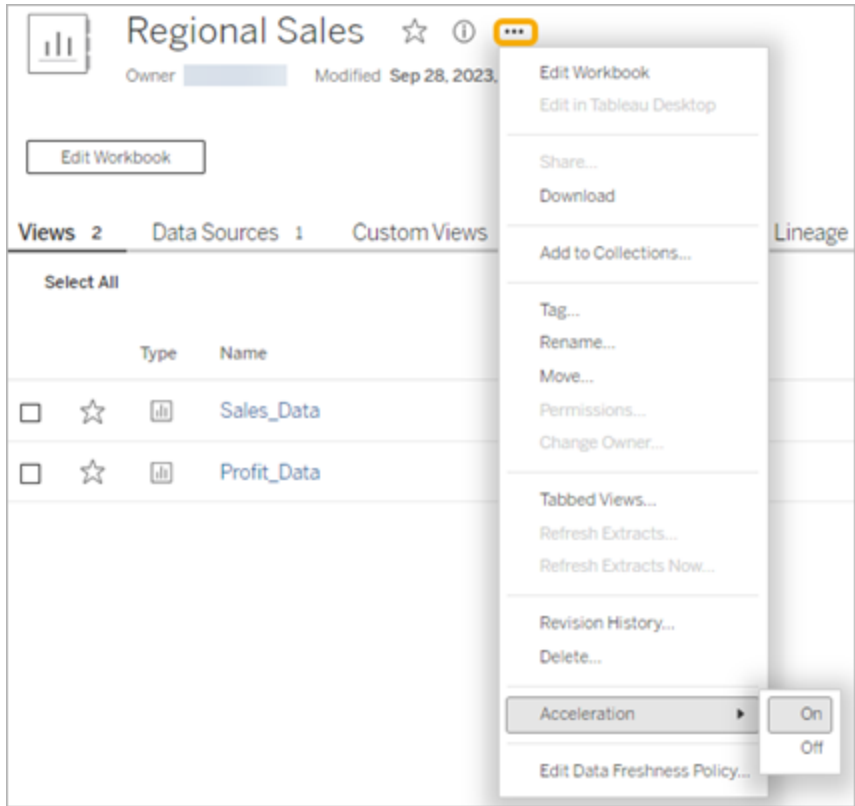 Regional Sales
Owner Modified Sep 28, 2023,
Edit Workbook
Views 2 Data Sources 1 Custom Views Lineage
Select All
Type Name
Sales_Data
Profit_Data
Edit Workbook
Edit in Tableau Desktop
Share...
Download
Add to Collections...
Tag...
Rename...
Move...
Permissions...
Change Owner...
Tabbed Views...
Refresh Extracts...
Refresh Extracts Now...
Revision History...
Delete...
Acceleration
On
Off
Edit Data Freshness Policy...